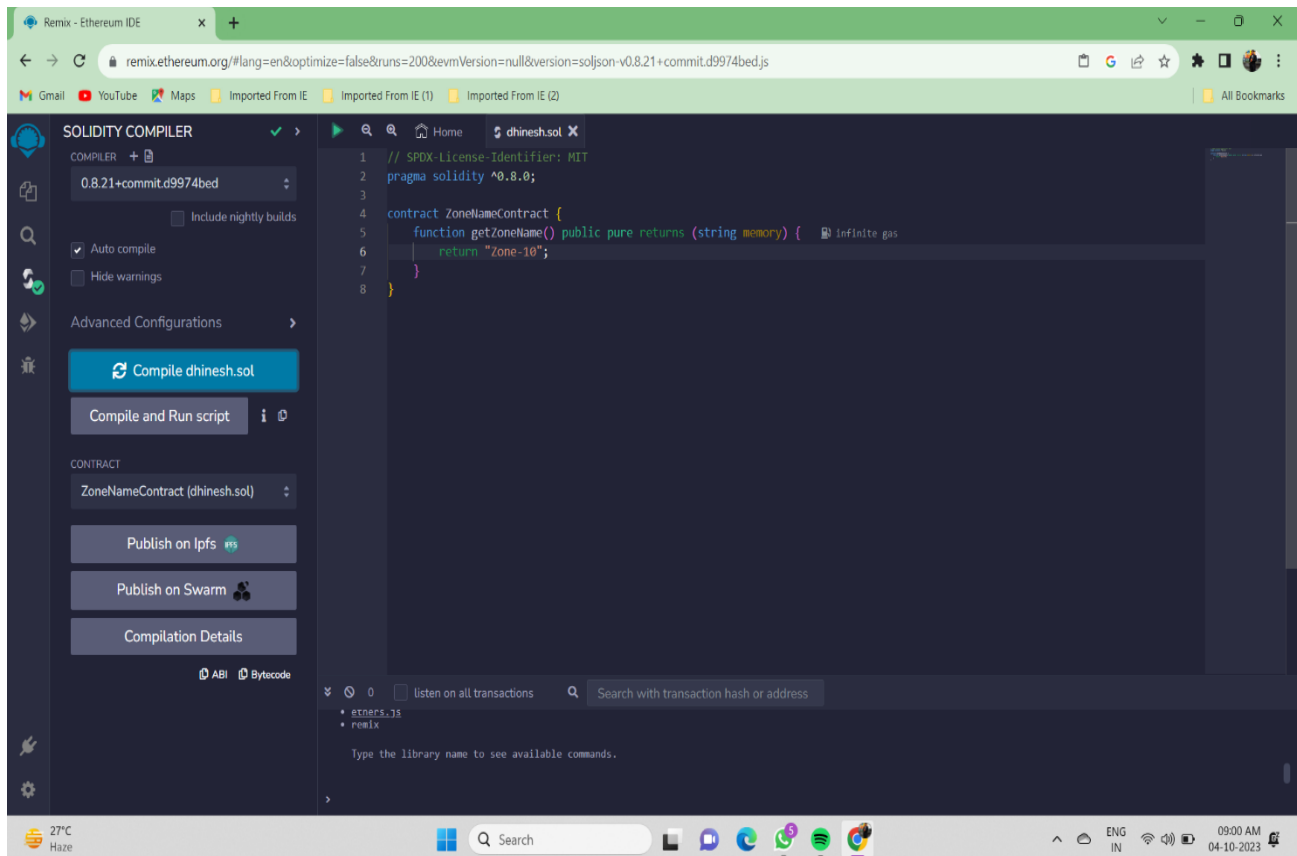 Remix - Ethereum IDE
remix.ethereum.org/#lang=en&optimize=false&runs=200&evmVersion=null&version=soljson-v0.8.21+commit.d9974bed.js
Gmail YouTube Maps Imported From IE Imported From IE (1) Imported From IE (2) All Bookmarks
SOLIDITY COMPILER
COMPILER
0.8.21+commit.d9974bed
Include nightly builds
Auto compile
Hide warnings
Advanced Configurations
Compile dhinesh.sol
Compile and Run script
CONTRACT
ZoneNameContract (dhinesh.sol)
Publish on Ipfs IPFS
Publish on Swarm
Compilation Details
ABI Bytecode
Home dhinesh.sol
1 // SPDX-License-Identifier: MIT
2 pragma solidity ^0.8.0;
3
4 contract ZoneNameContract {
5 function getZoneName() public pure returns (string memory) { infinite gas
6 return "Zone-10";
7 }
8 }
0 listen on all transactions Search with transaction hash or address
• ethers.js
• remix
Type the library name to see available commands.
>
27°C
Haze
Search
5
ENG
IN
09:00 AM
04-10-2023